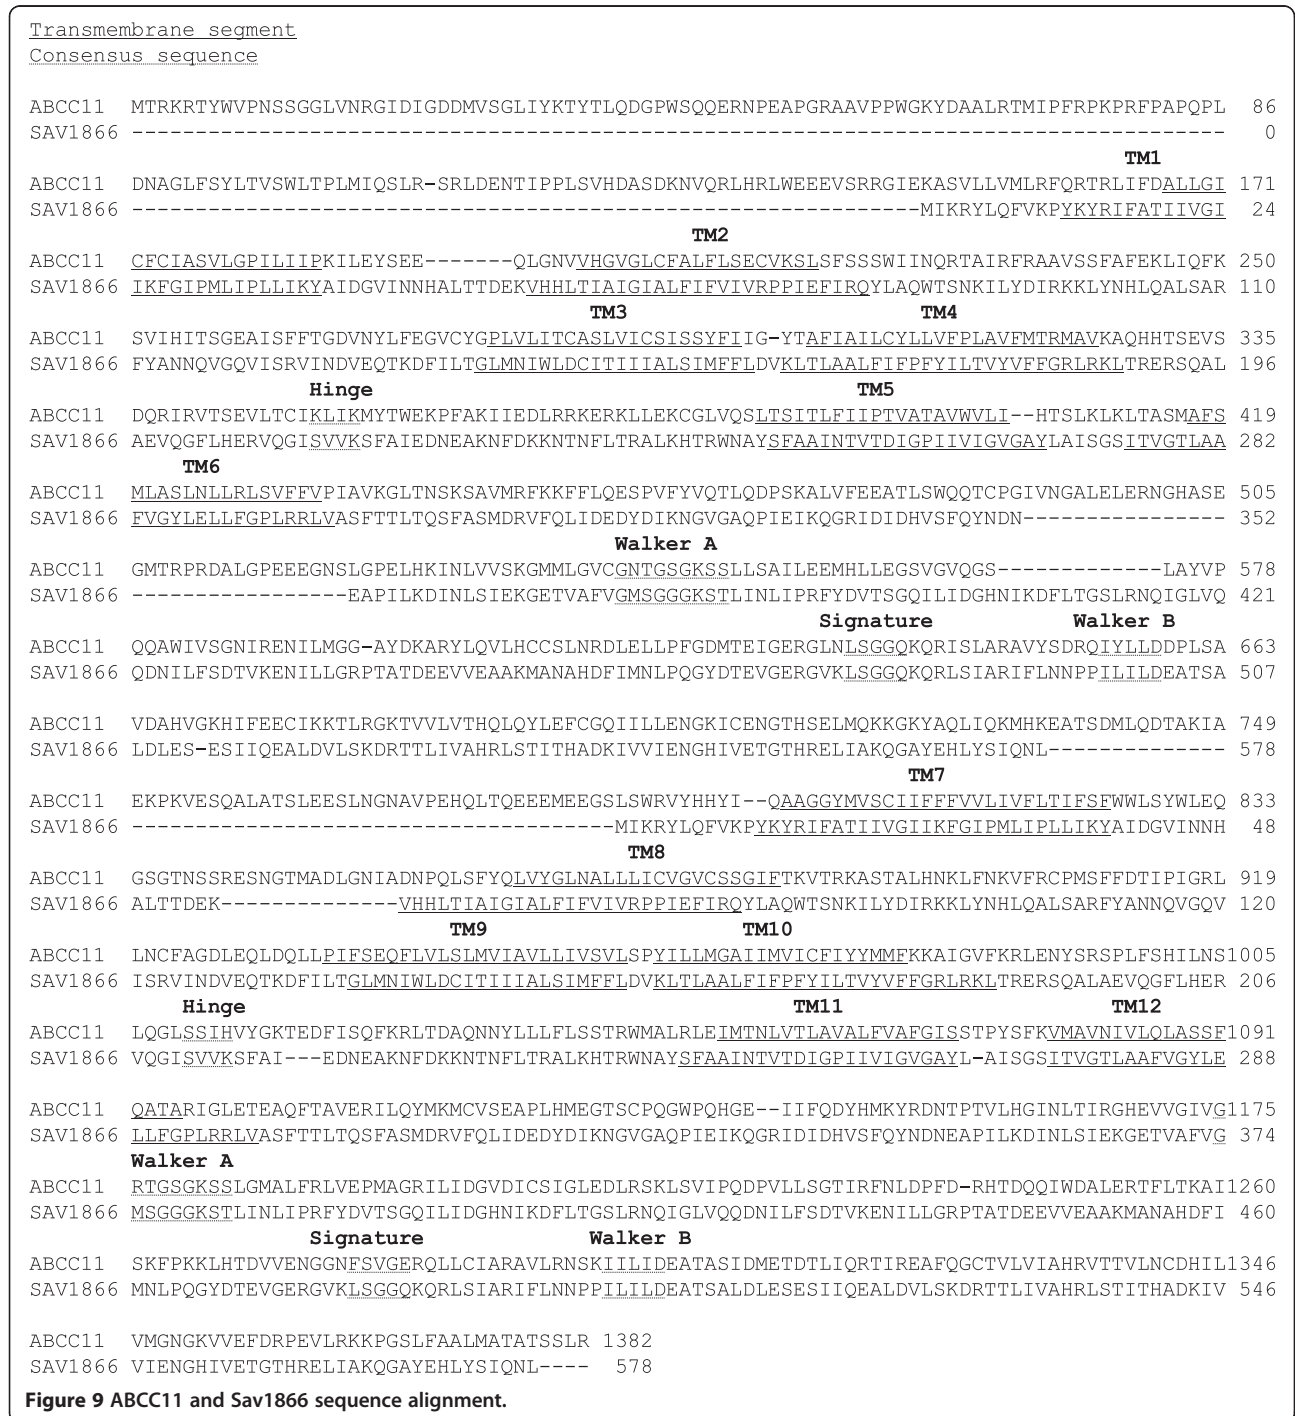 Transmembrane segment
Consensus sequence
ABCC11 MTRKRTYWVPNSSGGLVNRGIDIGDDMVSGLIYKTYTLQDGPWSQQERNPEAPGRAAVPPWGKYDAALRTMIPFRPKPRFPAPQPL 86
SAV1866 -------------------------------------------------------------------------------------- 0
TM1
ABCC11 DNAGLFSYLTVSWLTPLMIQSLR-SRLDENTIPPLSVHDASDKNVQRLHRLWEEEVSRRGIEKASVLLVMLRFQRTRLIFDALLGI 171
SAV1866 --------------------------------------------------------------MIKRYLQFVKPYKYRIFATIIVGI 24
TM2
ABCC11 CFCIASVLGPILIIPKILEYSEE-------QLGNVVHGVGLCFALFLSECVKSLSFSSSWIINQRTAIRFRAAVSSFAFEKLIQFK 250
SAV1866 IKFGIPMLIPLLIKYAIDGVINNHALTTDEKVHHLTIAIGIALFIFVIVRPPIEFIRQYLAQWTSNKILYDIRKKLYNHLQALSAR 110
TM3 TM4
ABCC11 SVIHITSGEAISFFTGDVNYLFEGVCYGPLVLITCASLVICSISSYFIIG-YTAFIAILCYLLVFPLAVFMTRMAVKAQHHTSEVS 335
SAV1866 FYANNQVGQVISRVINDVEQTKDFILTGLMNIWLDCITIIIALSIMFFLDVKLTLAALFIFPFYILTVYVFFGRLRKLTRERSQAL 196
Hinge TM5
ABCC11 DQRIRVTSEVLTCIKLIKMYTWEKPFAKIIEDLRRKERKLLEKCGLVQSLTSITLFIIPTVATAVWVLI--HTSLKLKLTASMAFS 419
SAV1866 AEVQGFLHERVQGISVVKSFAIEDNEAKNFDKKNTNFLTRALKHTRWNAYSFAAINTVTDIGPIIVIGVGAYLAISGSITVGTLAA 282
TM6
ABCC11 MLASLNLLRLSVFFVPIAVKGLTNSKSAVMRFKKFFLQESPVFYVQTLQDPSKALVFEEATLSWQQTCPGIVNGALELERNGHASE 505
SAV1866 FVGYLELLFGPLRRLVASFTTLTQSFASMDRVFQLIDEDYDIKNGVGAQPIEIKQGRIDIDHVSFQYNDN---------------- 352
Walker A
ABCC11 GMTRPRDALGPEEEGNSLGPELHKINLVVSKGMMLGVCGNTGSGKSSLLSAILEEMHLLEGSVGVQGS-------------LAYVP 578
SAV1866 -----------------EAPILKDINLSIEKGETVAFVGMSGGGKSTLINLIPRFYDVTSGQILIDGHNIKDFLTGSLRNQIGLVQ 421
Signature Walker B
ABCC11 QQAWIVSGNIRENILMGG-AYDKARYLQVLHCCSLNRDLELLPFGDMTEIGERGLNLSGGQKQRISLARAVYSDRQIYLLDDPLSA 663
SAV1866 QDNILFSDTVKENILLGRPTATDEEVVEAAKMANAHDFIMNLPQGYDTEVGERGVKLSGGQKQRLSIARIFLNNPPILILDEATSA 507
ABCC11 VDAHVGKHIFEECIKKTLRGKTVVLVTHQLQYLEFCGQIILLENGKICENGTHSELMQKKGKYAQLIQKMHKEATSDMLQDTAKIA 749
SAV1866 LDLES-ESIIQEALDVLSKDRTTLIVAHRLSTITHADKIVVIENGHIVETGTHRELIAKQGAYEHLYSIQNL-------------- 578
TM7
ABCC11 EKPKVESQALATSLEESLNGNAVPEHQLTQEEEMEEGSLSWRVYHHYI--QAAGGYMVSCIIFFFVVLIVFLTIFSFWWLSYWLEQ 833
SAV1866 --------------------------------------MIKRYLQFVKPYKYRIFATIIVGIIKFGIPMLIPLLIKYAIDGVINNH 48
TM8
ABCC11 GSGTNSSRESNGTMADLGNIADNPQLSFYQLVYGLNALLLICVGVCSSGIFTKVTRKASTALHNKLFNKVFRCPMSFFDTIPIGRL 919
SAV1866 ALTTDEK--------------VHHLTIAIGIALFIFVIVRPPIEFIRQYLAQWTSNKILYDIRKKLYNHLQALSARFYANNQVGQV 120
TM9 TM10
ABCC11 LNCFAGDLEQLDQLLPIFSEQFLVLSLMVIAVLLIVSVLSPYILLMGAIIMVICFIYYMMFKKAIGVFKRLENYSRSPLFSHILNS1005
SAV1866 ISRVINDVEQTKDFILTGLMNIWLDCITIIIALSIMFFLDVKLTLAALFIFPFYILTVYVFFGRLRKLTRERSQALAEVQGFLHER 206
Hinge TM11 TM12
ABCC11 LQGLSSIHVYGKTEDFISQFKRLTDAQNNYLLLFLSSTRWMALRLEIMTNLVTLAVALFVAFGISSTPYSFKVMAVNIVLQLASSF1091
SAV1866 VQGISVVKSFAI---EDNEAKNFDKKNTNFLTRALKHTRWNAYSFAAINTVTDIGPIIVIGVGAYL-AISGSITVGTLAAFVGYLE 288
ABCC11 QATARIGLETEAQFTAVERILQYMKMCVSEAPLHMEGTSCPQGWPQHGE--IIFQDYHMKYRDNTPTVLHGINLTIRGHEVVGIVG1175
SAV1866 LLFGPLRRLVASFTTLTQSFASMDRVFQLIDEDYDIKNGVGAQPIEIKQGRIDIDHVSFQYNDNEAPILKDINLSIEKGETVAFVG 374
Walker A
ABCC11 RTGSGKSSLGMALFRLVEPMAGRILIDGVDICSIGLEDLRSKLSVIPQDPVLLSGTIRFNLDPFD-RHTDQQIWDALERTFLTKAI1260
SAV1866 MSGGGKSTLINLIPRFYDVTSGQILIDGHNIKDFLTGSLRNQIGLVQQDNILFSDTVKENILLGRPTATDEEVVEAAKMANAHDFI 460
Signature Walker B
ABCC11 SKFPKKLHTDVVENGGNFSVGERQLLCIARAVLRNSKIILIDEATASIDMETDTLIQRTIREAFQGCTVLVIAHRVTTVLNCDHIL1346
SAV1866 MNLPQGYDTEVGERGVKLSGGQKQRLSIARIFLNNPPILILDEATSALDLESESIIQEALDVLSKDRTTLIVAHRLSTITHADKIV 546
ABCC11 VMGNGKVVEFDRPEVLRKKPGSLFAALMATATSSLR 1382
SAV1866 VIENGHIVETGTHRELIAKQGAYEHLYSIQNL---- 578
Figure 9 ABCC11 and Sav1866 sequence alignment.